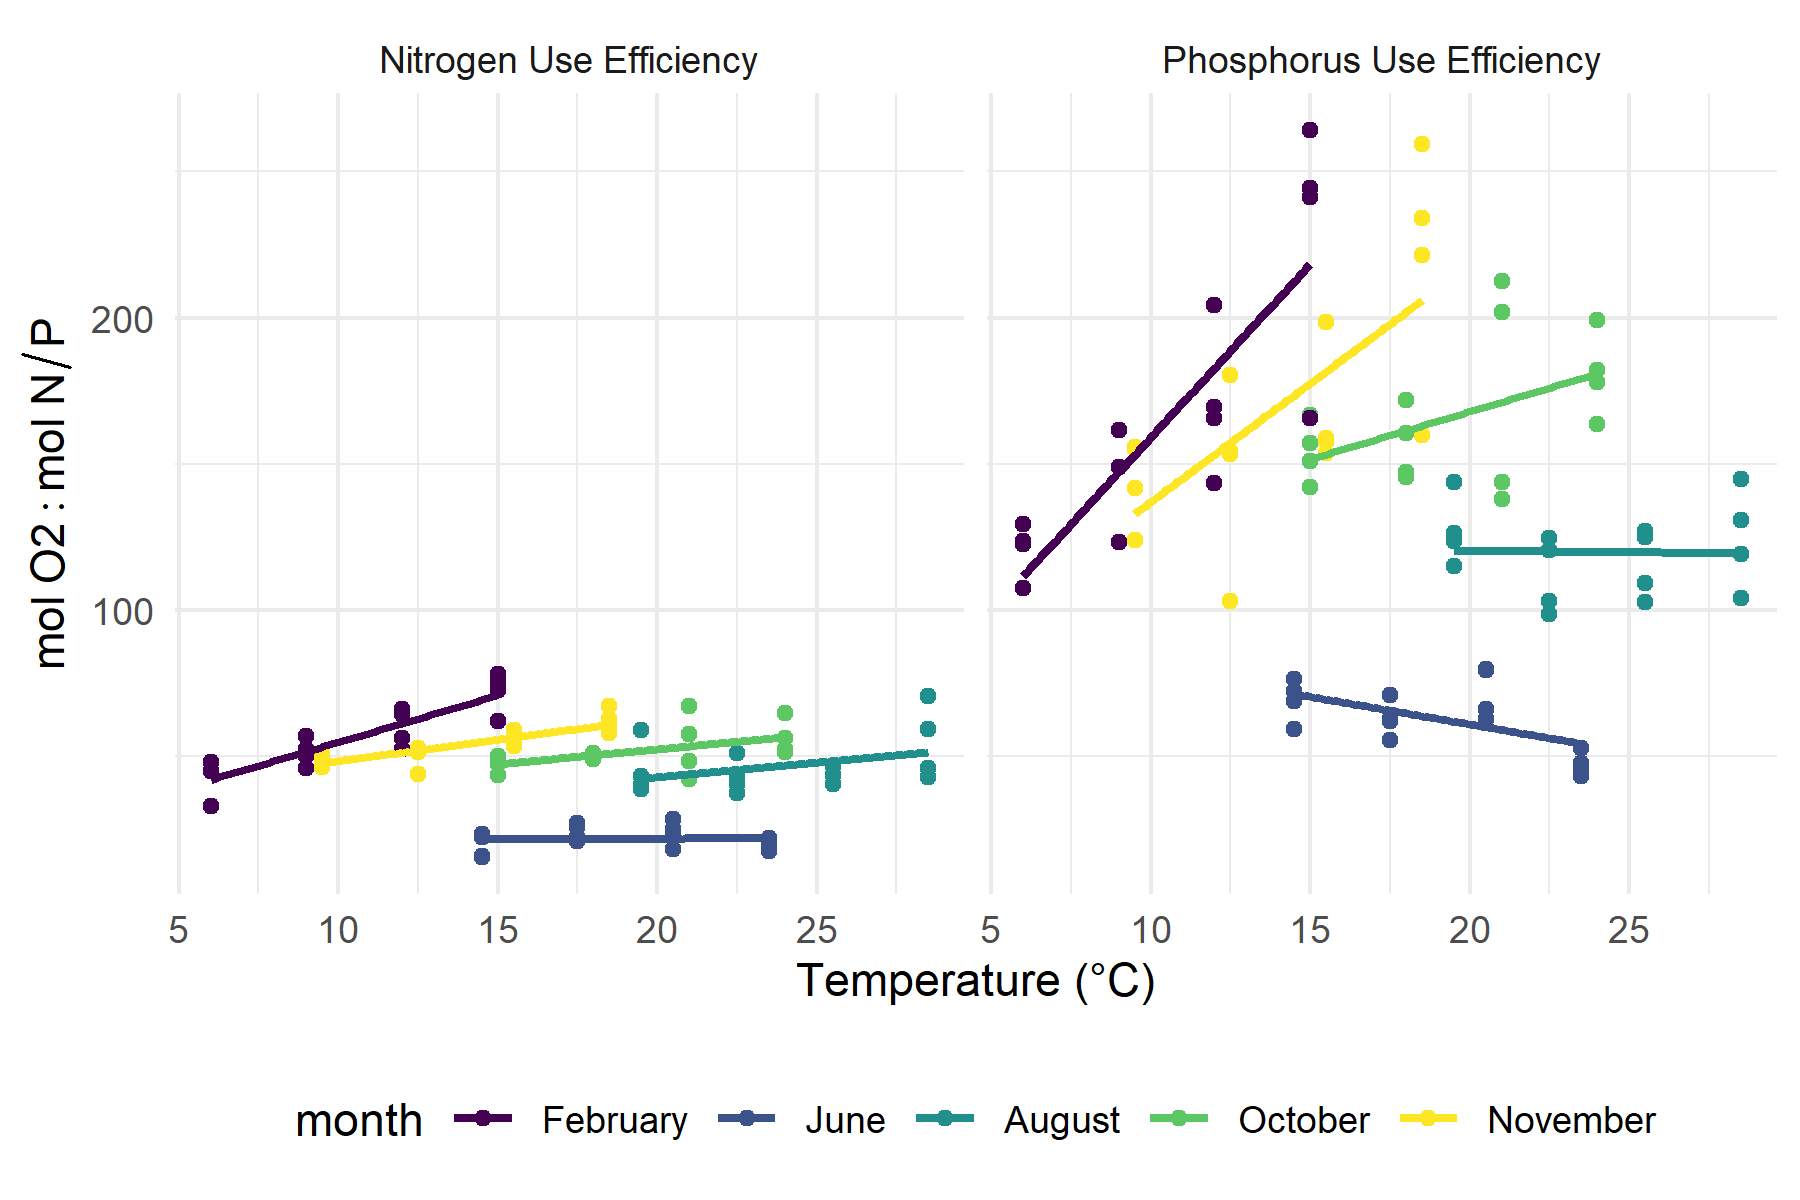 Nitrogen Use Efficiency
Phosphorus Use Efficiency
mol O2 : mol N/P
200
100
5 10 15 20 25
5 10 15 20 25
Temperature (°C)
month February June August October November